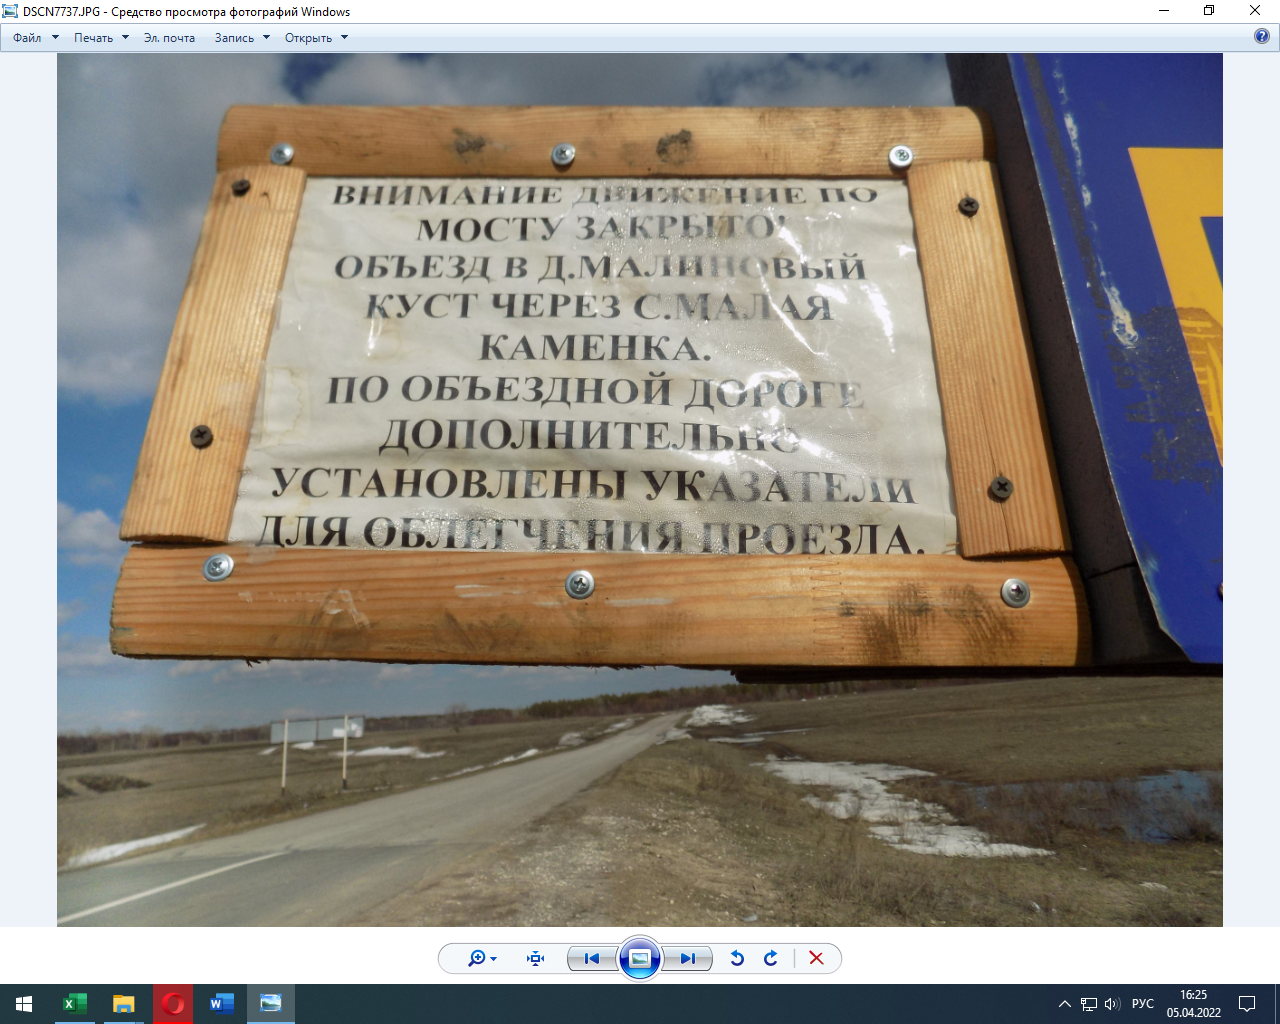 DSCN7737.JPG - Средство просмотра фотографий Windows
Файл Печать Эл. почта Запись Открыть
ВНИМАНИЕ ДВИЖЕНИЕ ПО
МОСТУ ЗАКРЫТО!
ОБЪЕЗД В Д.МАЛИНОВЫЙ
КУСТ ЧЕРЕЗ С.МАЛАЯ
КАМЕНКА.
ПО ОБЪЕЗДНОЙ ДОРОГЕ
ДОПОЛНИТЕЛЬНО
УСТАНОВЛЕНЫ УКАЗАТЕЛИ
ДЛЯ ОБЛЕГЧЕНИЯ ПРОЕЗДА.
РУС
16:25
05.04.2022